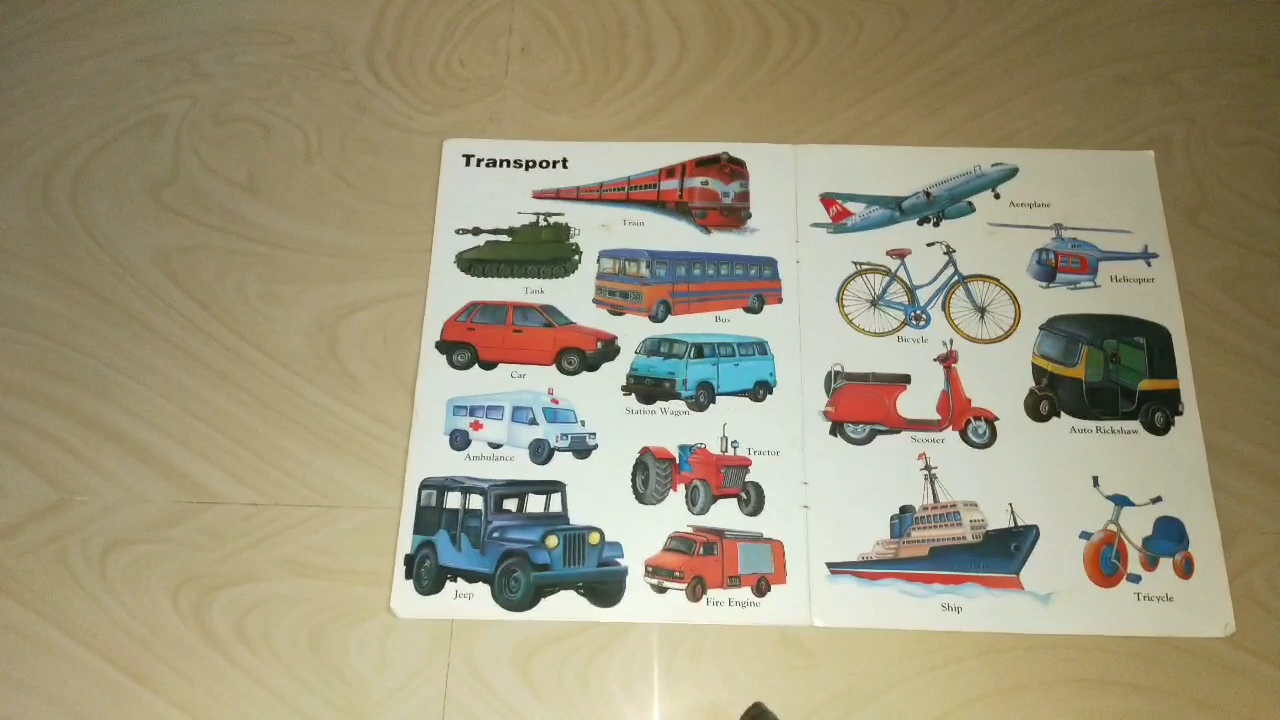 Transport
Train
Tank
Bus
Car
Station Wagon
Ambulance
Tractor
Jeep
Fire Engine
Aeroplane
Helicopter
Bicycle
Auto Rickshaw
Scooter
Ship
Tricycle